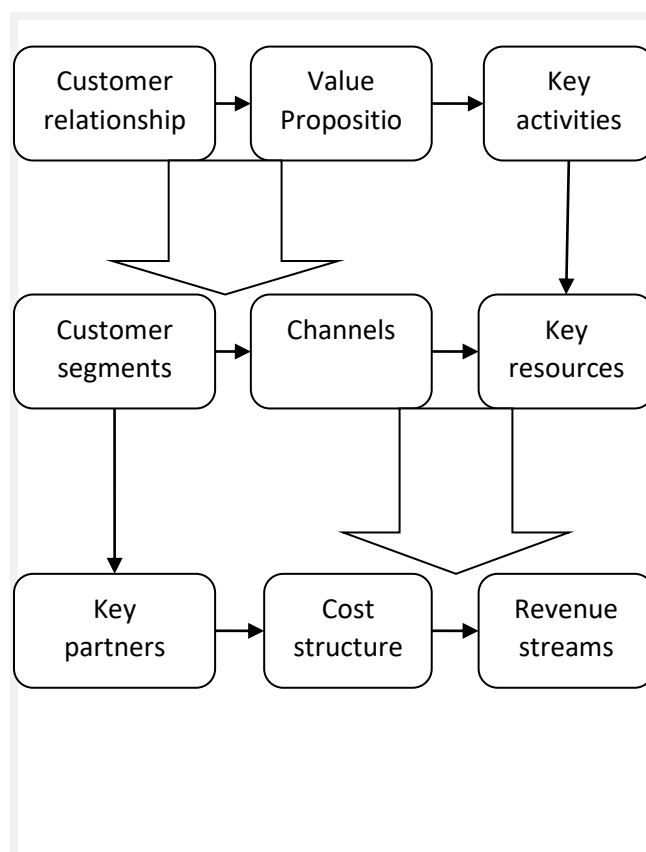 Customer
relationship
Value
Propositio
Key
activities
Customer
segments
Channels
Key
resources
Key
partners
Cost
structure
Revenue
streams